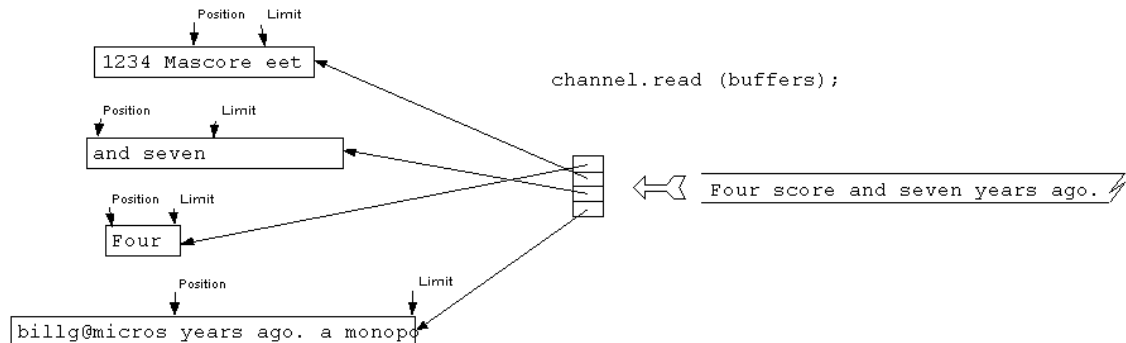 Position Limit
1234 Mascore eet
channel.read (buffers);
Position Limit
and seven
Four score and seven years ago.
Position Limit
Four
Position Limit
billg@micros years ago. a monopo